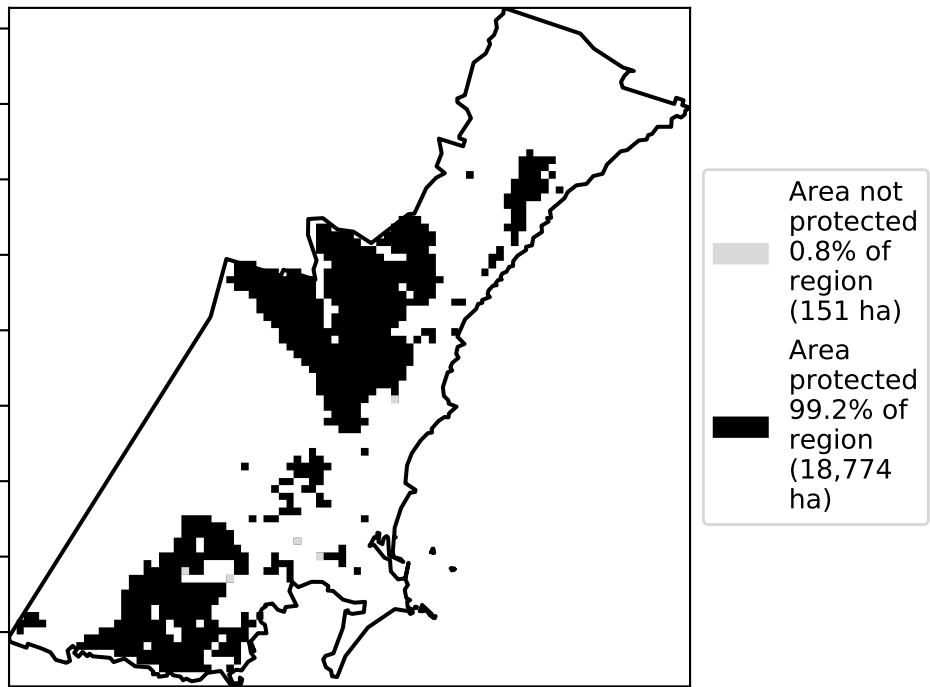 Area not
protected
0.8% of
region
(151 ha)
Area
protected
99.2% of
region
(18,774
ha)